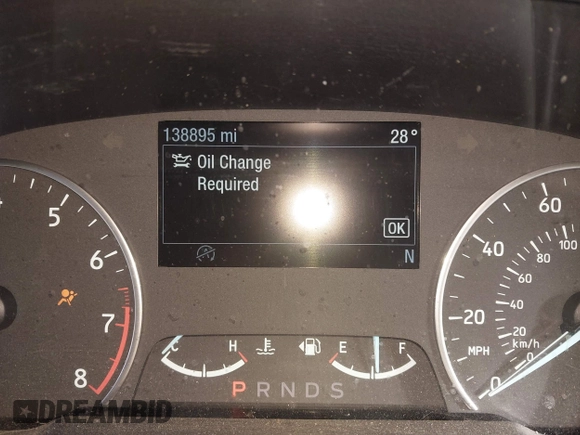 138895 mi 28°
Oil Change
Required
OK
N
5
6
7
8
C H
E F
P R N D S
60
40
20
0
MPH
100
80
60
40
20
0
km/h
DREAMBID